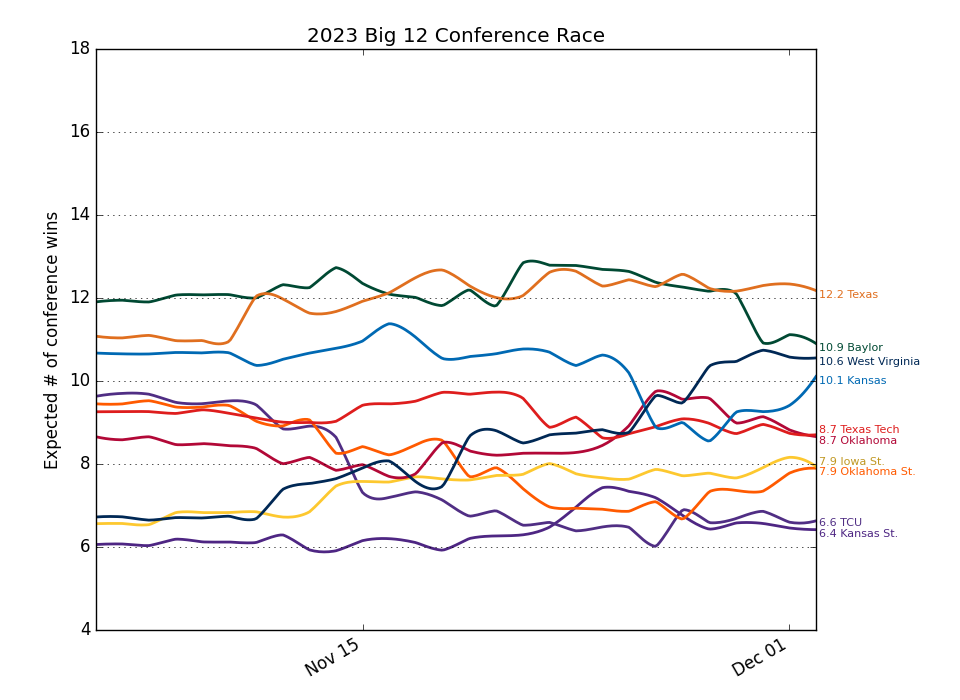 2023 Big 12 Conference Race
Expected # of conference wins
18
16
14
12
10
8
6
4
Nov 15
Dec 01
12.2 Texas
10.9 Baylor
10.6 West Virginia
10.1 Kansas
8.7 Texas Tech
8.7 Oklahoma
7.9 Iowa St.
7.9 Oklahoma St.
6.6 TCU
6.4 Kansas St.